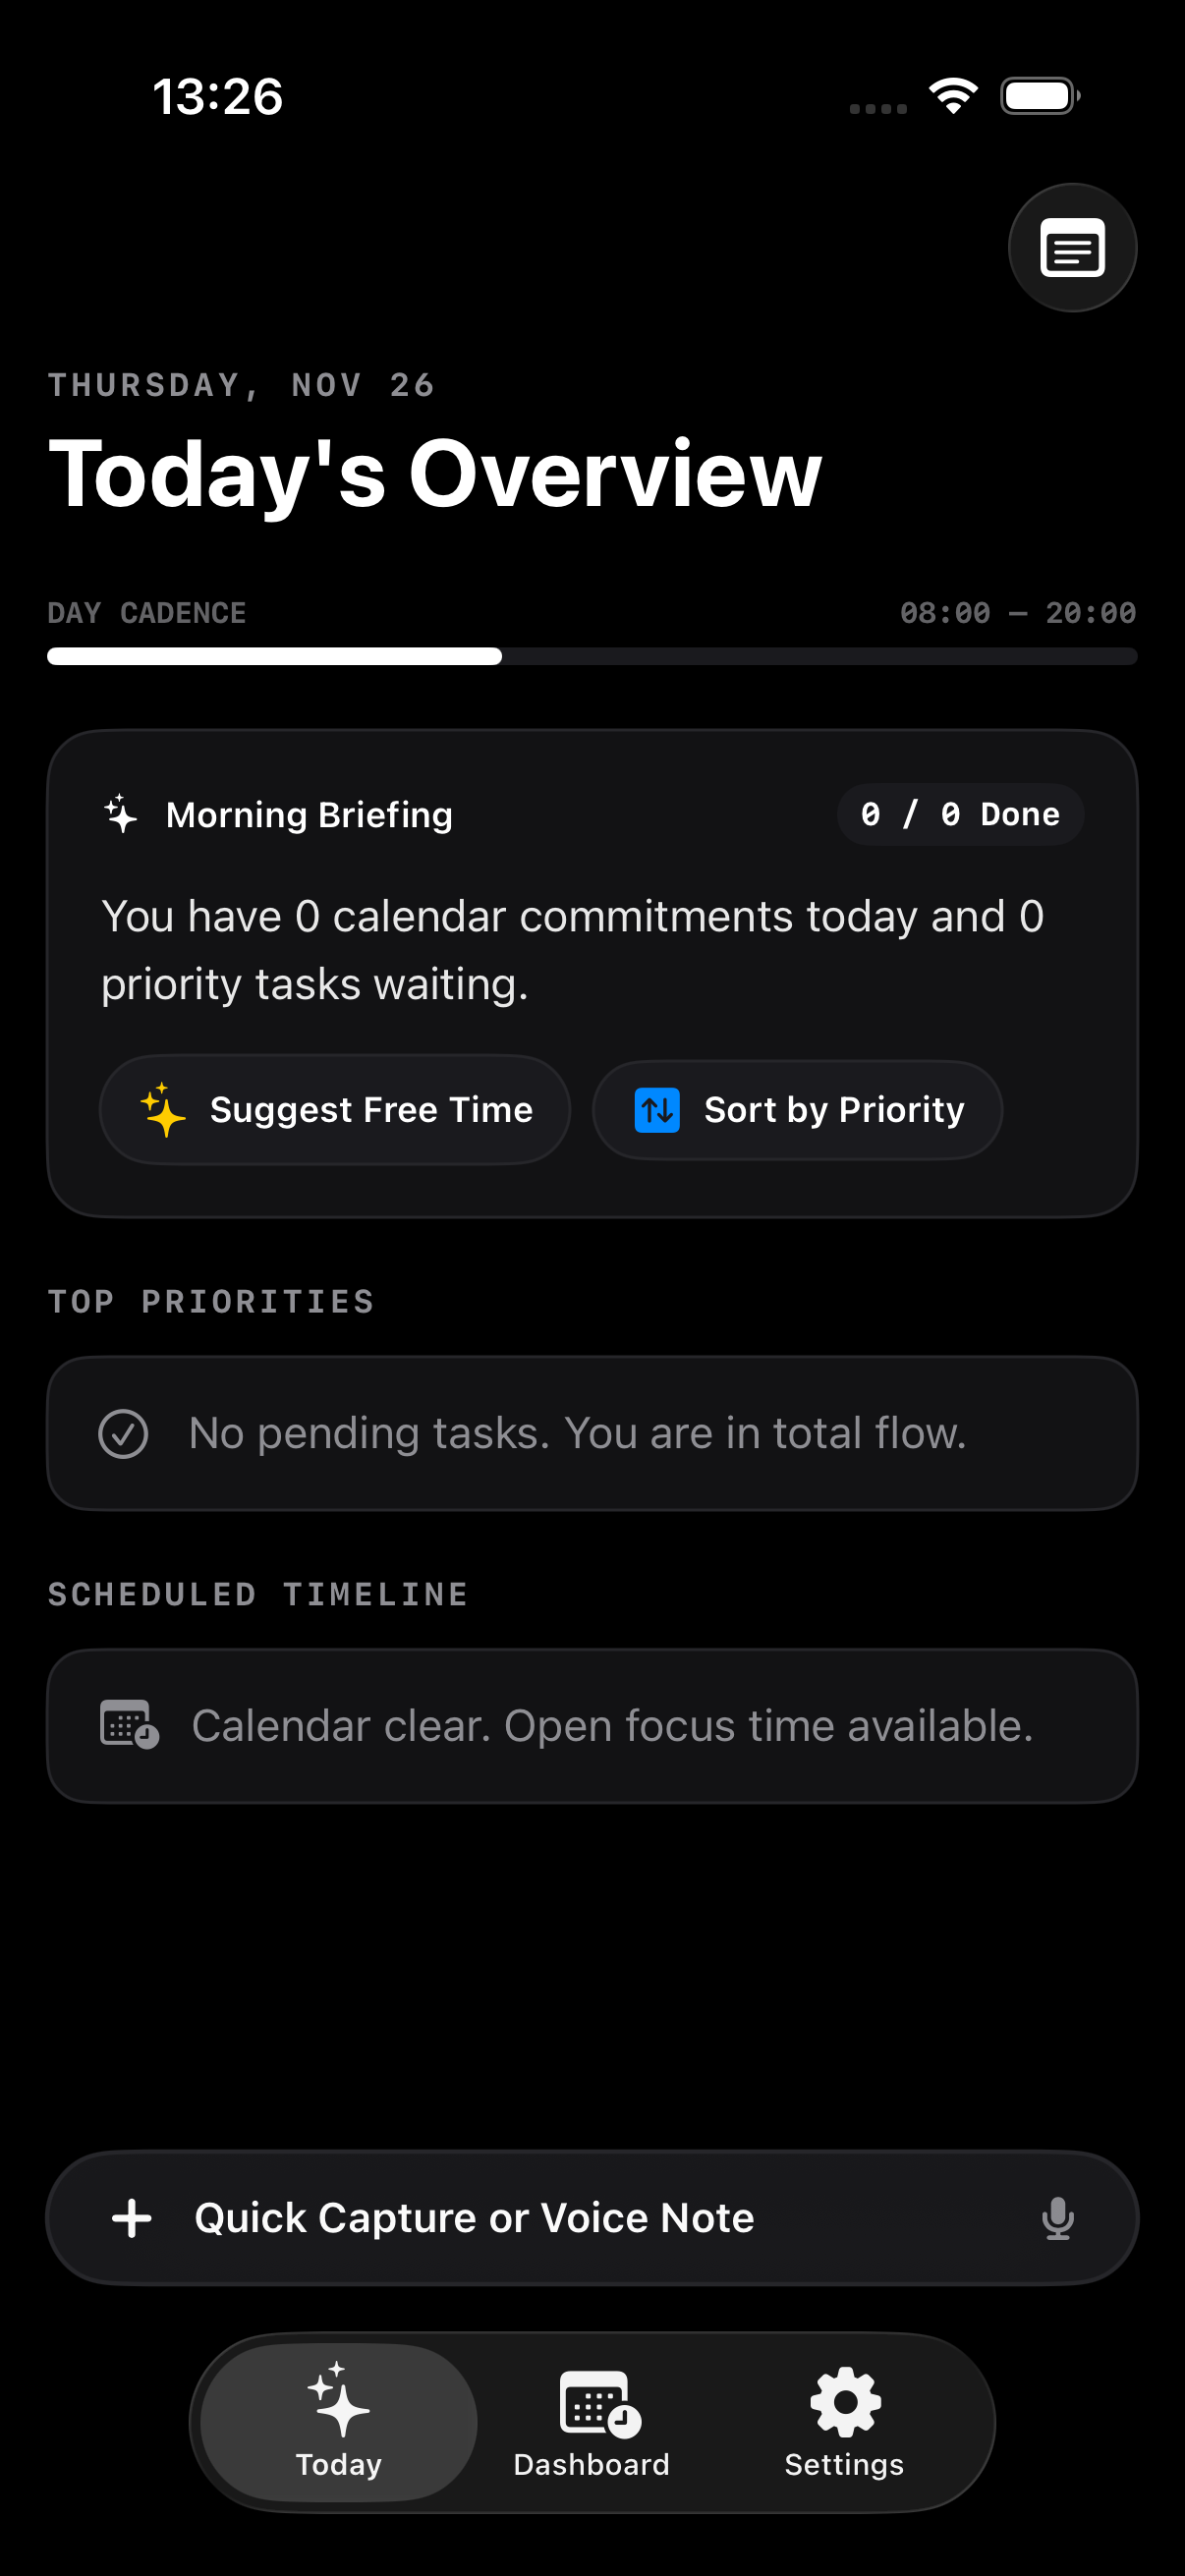 13:26
THURSDAY, NOV 26
Today's Overview
DAY CADENCE
08:00 – 20:00
Morning Briefing
0 / 0 Done
You have 0 calendar commitments today and 0
priority tasks waiting.
Suggest Free Time
Sort by Priority
TOP PRIORITIES
No pending tasks. You are in total flow.
SCHEDULED TIMELINE
Calendar clear. Open focus time available.
Quick Capture or Voice Note
Today
Dashboard
Settings